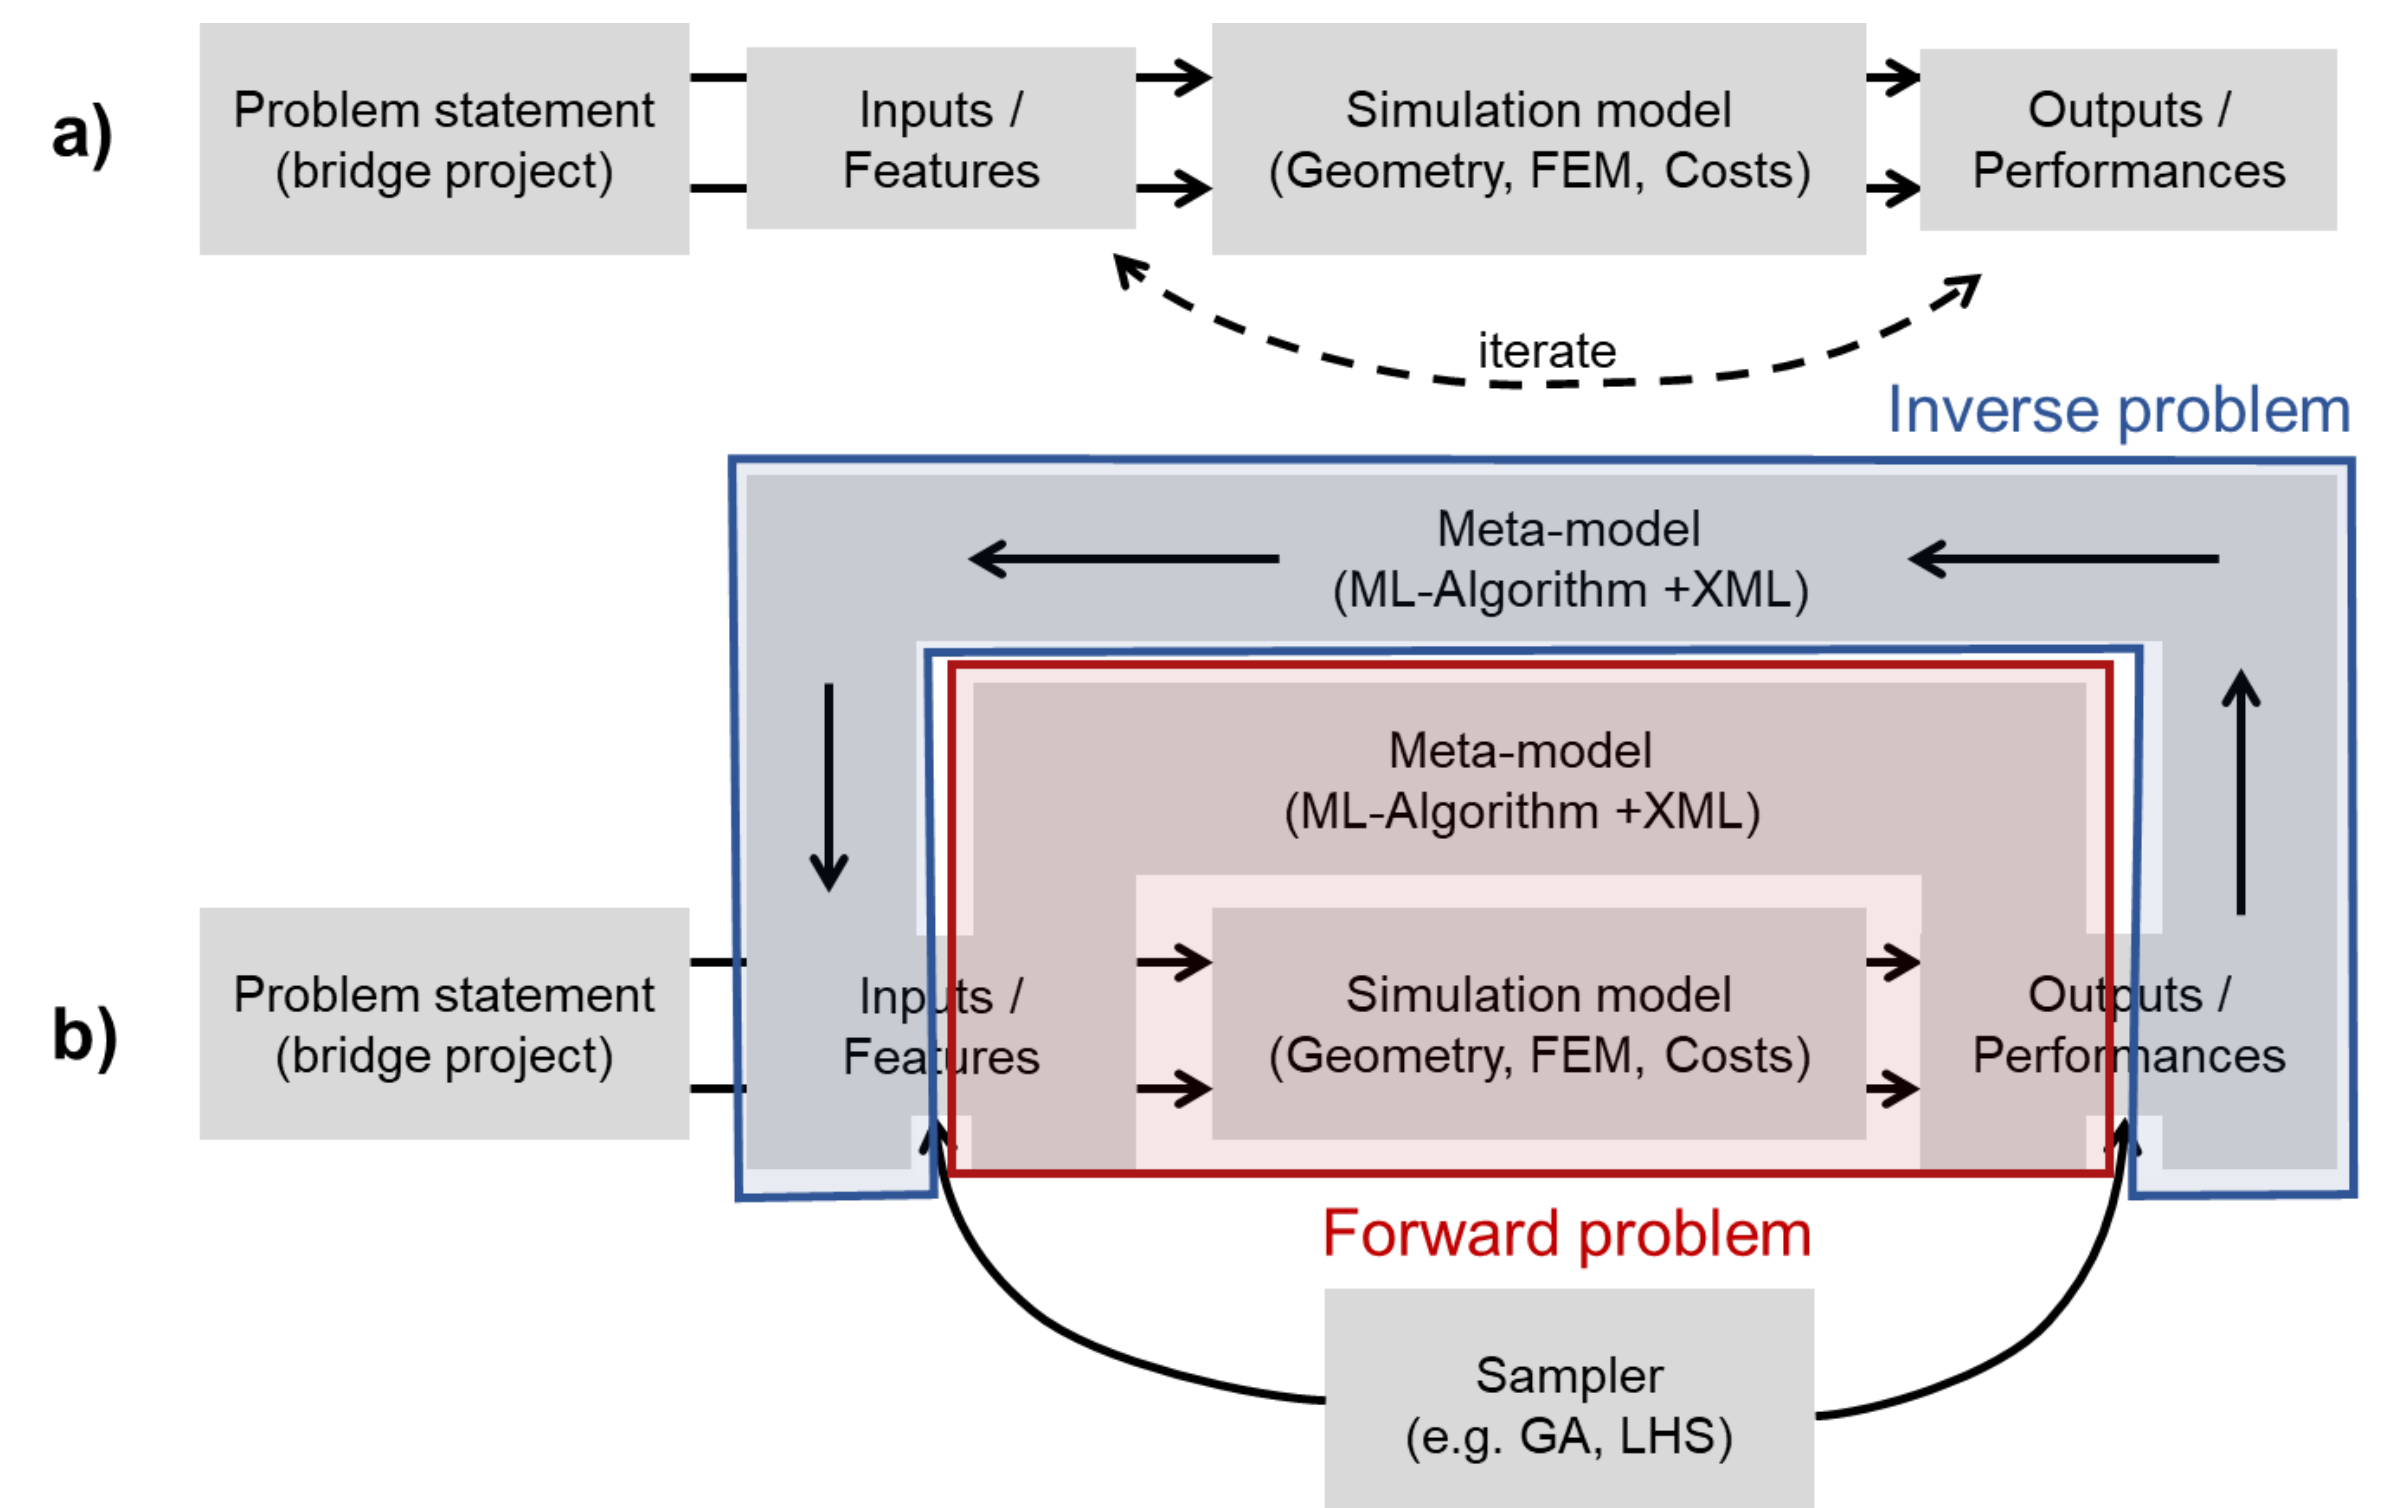 a)
Problem statement
(bridge project)
Inputs /
Features
Simulation model
(Geometry, FEM, Costs)
Outputs /
Performances
iterate
Inverse problem
Meta-model
(ML-Algorithm +XML)
Meta-model
(ML-Algorithm +XML)
b)
Problem statement
(bridge project)
Inputs /
Features
Simulation model
(Geometry, FEM, Costs)
Outputs /
Performances
Forward problem
Sampler
(e.g. GA, LHS)